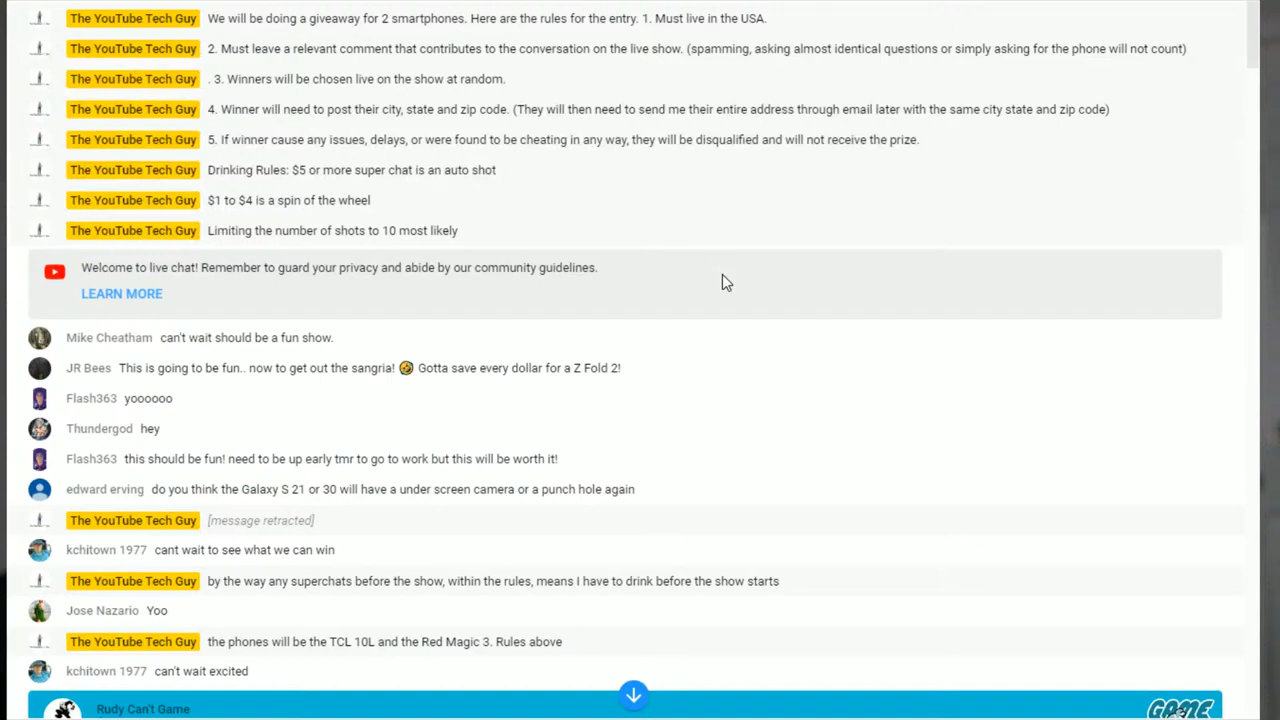 The YouTube Tech Guy We will be doing a giveaway for 2 smartphones. Here are the rules for the entry. 1. Must live in the USA.
The YouTube Tech Guy 2. Must leave a relevant comment that contributes to the conversation on the live show. (spamming, asking almost identical questions or simply asking for the phone will not count)
The YouTube Tech Guy . 3. Winners will be chosen live on the show at random.
The YouTube Tech Guy 4. Winner will need to post their city, state and zip code. (They will then need to send me their entire address through email later with the same city state and zip code)
The YouTube Tech Guy 5. If winner cause any issues, delays, or were found to be cheating in any way, they will be disqualified and will not receive the prize.
The YouTube Tech Guy Drinking Rules: $5 or more super chat is an auto shot
The YouTube Tech Guy $1 to $4 is a spin of the wheel
The YouTube Tech Guy Limiting the number of shots to 10 most likely
Welcome to live chat! Remember to guard your privacy and abide by our community guidelines.
LEARN MORE
Mike Cheatham can't wait should be a fun show.
JR Bees This is going to be fun.. now to get out the sangria! 🤣 Gotta save every dollar for a Z Fold 2!
Flash363 yoooooo
Thundergod hey
Flash363 this should be fun! need to be up early tmr to go to work but this will be worth it!
edward erving do you think the Galaxy S 21 or 30 will have a under screen camera or a punch hole again
The YouTube Tech Guy [message retracted]
kchitown 1977 cant wait to see what we can win
The YouTube Tech Guy by the way any superchats before the show, within the rules, means I have to drink before the show starts
Jose Nazario Yoo
The YouTube Tech Guy the phones will be the TCL 10L and the Red Magic 3. Rules above
kchitown 1977 can't wait excited
Rudy Can't Game
GAME